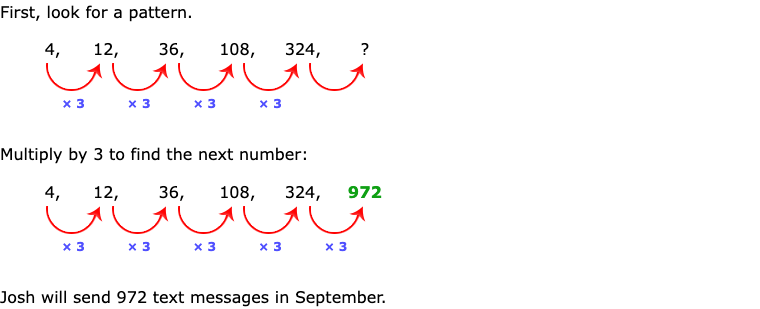 First, look for a pattern.
4, 12, 36, 108, 324, ?
× 3 × 3 × 3 × 3
Multiply by 3 to find the next number:
4, 12, 36, 108, 324, 972
× 3 × 3 × 3 × 3 × 3
Josh will send 972 text messages in September.